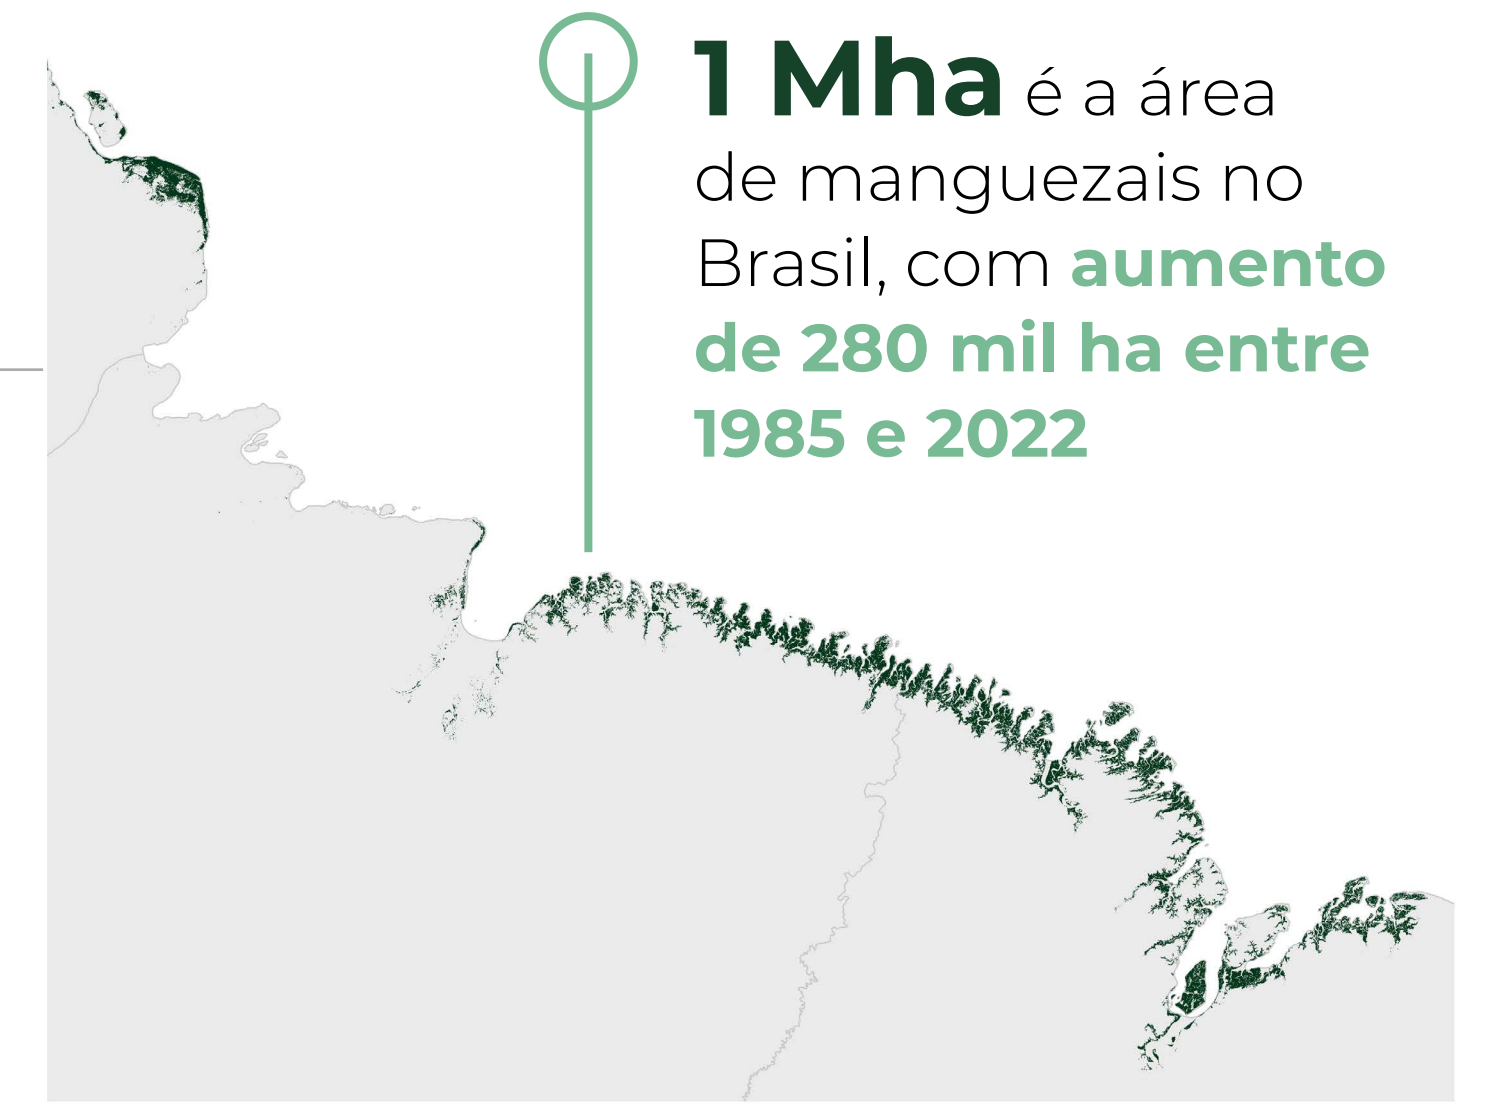 1 Mha é a área
de manguezais no
Brasil, com aumento
de 280 mil ha entre
1985 e 2022